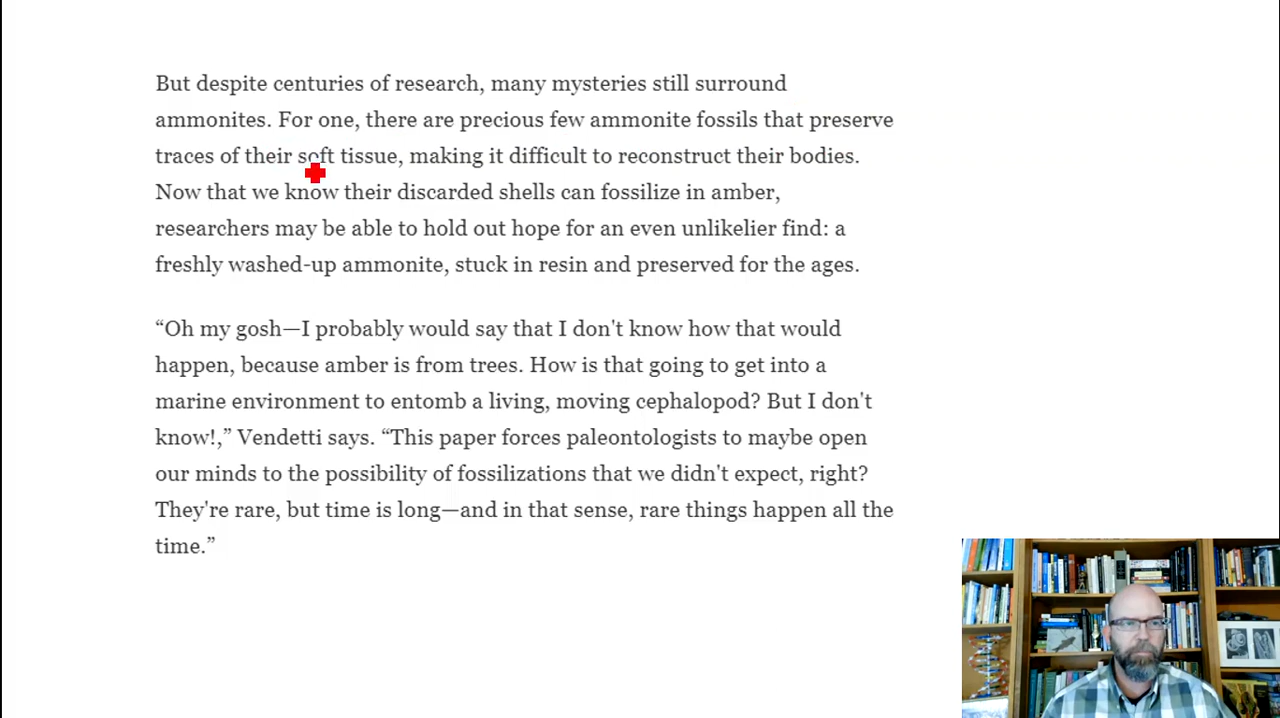 But despite centuries of research, many mysteries still surround
ammonites. For one, there are precious few ammonite fossils that preserve
traces of their soft tissue, making it difficult to reconstruct their bodies.
Now that we know their discarded shells can fossilize in amber,
researchers may be able to hold out hope for an even unlikelier find: a
freshly washed-up ammonite, stuck in resin and preserved for the ages.
“Oh my gosh—I probably would say that I don't know how that would
happen, because amber is from trees. How is that going to get into a
marine environment to entomb a living, moving cephalopod? But I don't
know!,” Vendetti says. “This paper forces paleontologists to maybe open
our minds to the possibility of fossilizations that we didn't expect, right?
They're rare, but time is long—and in that sense, rare things happen all the
time.”